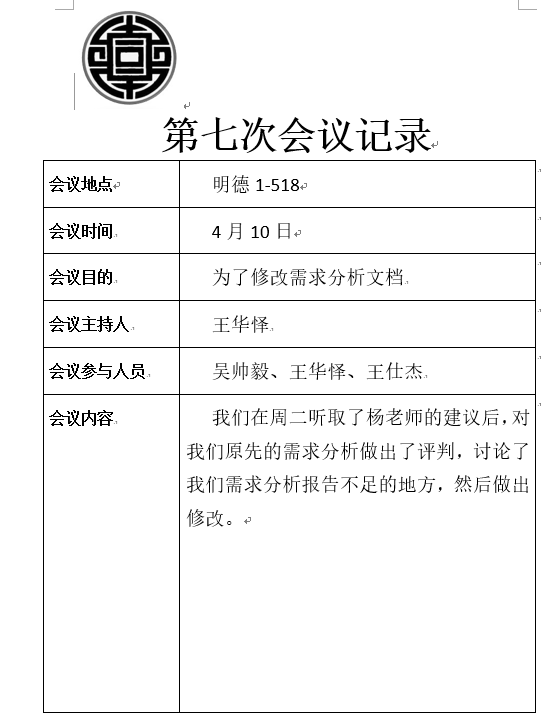 第七次会议记录
会议地点 明德 1-518
会议时间 4 月 10 日
会议目的 为了修改需求分析文档
会议主持人 王华怿
会议参与人员 吴帅毅、王华怿、王仕杰
会议内容 我们在周二听取了杨老师的建议后，对
我们原先的需求分析做出了评判，讨论了
我们需求分析报告不足的地方，然后做出
修改。